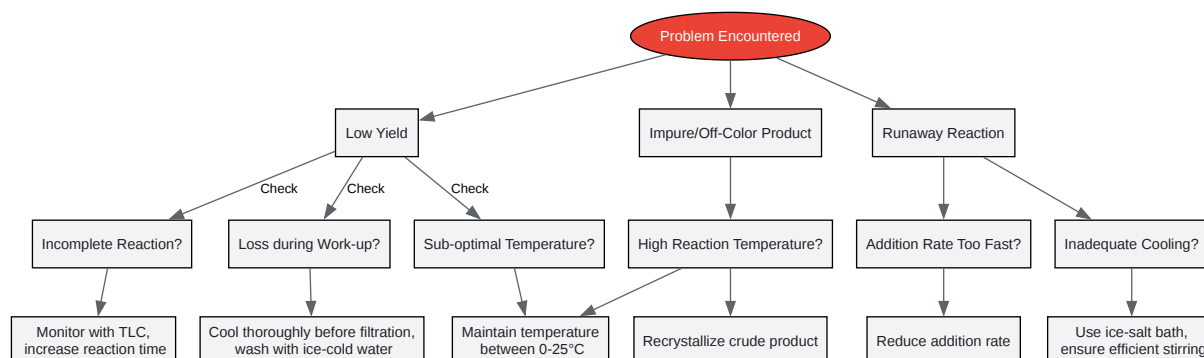 Problem Encountered
Low Yield
Impure/Off-Color Product
Runaway Reaction
Check
Check
Check
Incomplete Reaction?
Loss during Work-up?
Sub-optimal Temperature?
High Reaction Temperature?
Addition Rate Too Fast?
Inadequate Cooling?
Monitor with TLC,
increase reaction time
Cool thoroughly before filtration,
wash with ice-cold water
Maintain temperature
between 0-25°C
Recrystallize crude product
Reduce addition rate
Use ice-salt bath,
ensure efficient stirring